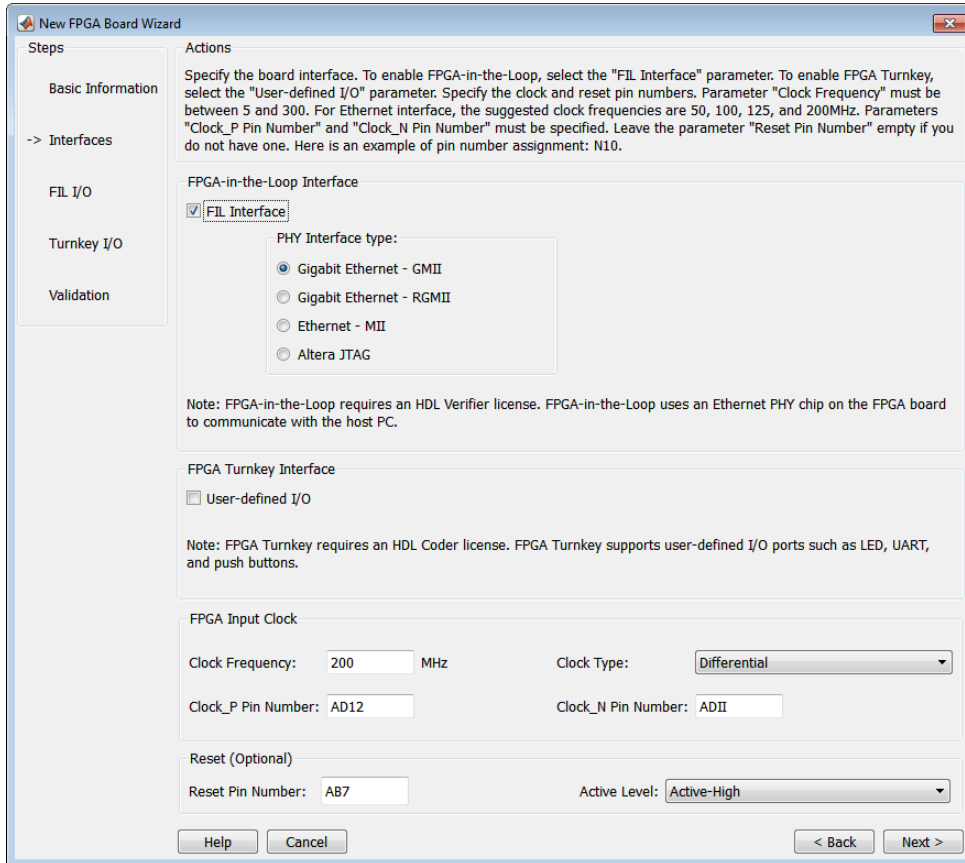 New FPGA Board Wizard
Steps
Basic Information
-> Interfaces
FIL I/O
Turnkey I/O
Validation
Actions
Specify the board interface. To enable FPGA-in-the-Loop, select the "FIL Interface" parameter. To enable FPGA Turnkey,
select the "User-defined I/O" parameter. Specify the clock and reset pin numbers. Parameter "Clock Frequency" must be
between 5 and 300. For Ethernet interface, the suggested clock frequencies are 50, 100, 125, and 200MHz. Parameters
"Clock_P Pin Number" and "Clock_N Pin Number" must be specified. Leave the parameter "Reset Pin Number" empty if you
do not have one. Here is an example of pin number assignment: N10.
FPGA-in-the-Loop Interface
FIL Interface
PHY Interface type:
Gigabit Ethernet - GMII
Gigabit Ethernet - RGMII
Ethernet - MII
Altera JTAG
Note: FPGA-in-the-Loop requires an HDL Verifier license. FPGA-in-the-Loop uses an Ethernet PHY chip on the FPGA board
to communicate with the host PC.
FPGA Turnkey Interface
User-defined I/O
Note: FPGA Turnkey requires an HDL Coder license. FPGA Turnkey supports user-defined I/O ports such as LED, UART,
and push buttons.
FPGA Input Clock
Clock Frequency: 200 MHz Clock Type: Differential
Clock_P Pin Number: AD12 Clock_N Pin Number: ADII
Reset (Optional)
Reset Pin Number: AB7 Active Level: Active-High
Help Cancel < Back Next >